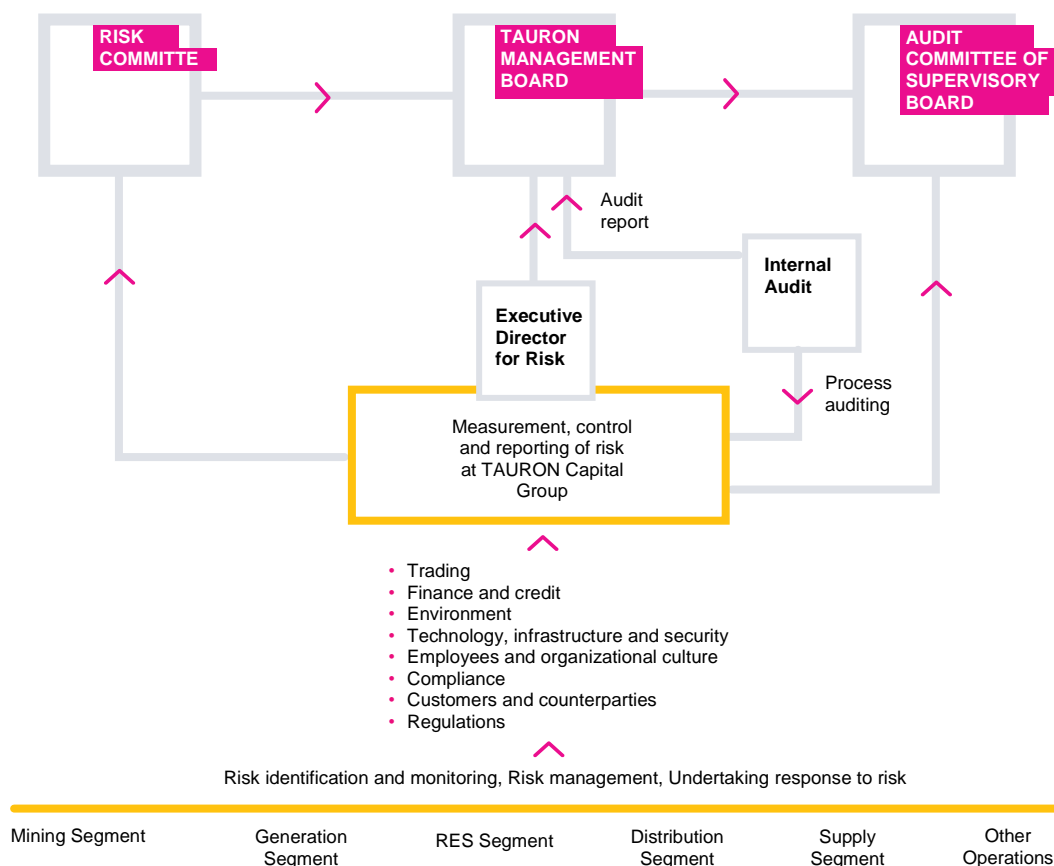 RISK
COMMITTE
TAURON
MANAGEMENT
BOARD
AUDIT
COMMITTEE OF
SUPERVISORY
BOARD
Audit
report
Internal
Audit
Executive
Director
for Risk
Process
auditing
Measurement, control
and reporting of risk
at TAURON Capital
Group
• Trading
• Finance and credit
• Environment
• Technology, infrastructure and security
• Employees and organizational culture
• Compliance
• Customers and counterparties
• Regulations
Risk identification and monitoring, Risk management, Undertaking response to risk
Mining Segment
Generation
Segment
RES Segment
Distribution
Segment
Supply
Segment
Other
Operations